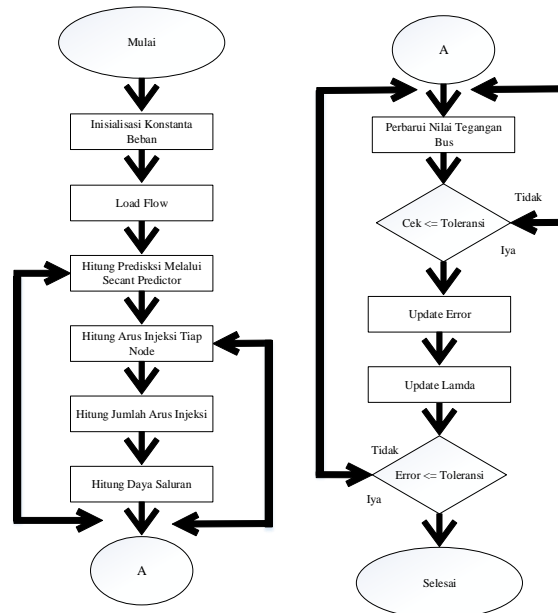 Mulai
Inisialisasi Konstanta
Beban
Load Flow
Hitung Predisksi Melalui
Secant Predictor
Hitung Arus Injeksi Tiap
Node
Hitung Jumlah Arus Injeksi
Hitung Daya Saluran
A
A
Perbarui Nilai Tegangan
Bus
Cek <= Toleransi
Tidak
Iya
Update Error
Update Lamda
Tidak
Error <= Toleransi
Iya
Selesai